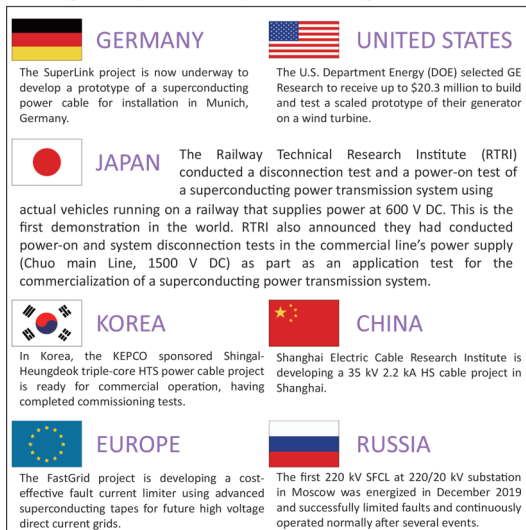 GERMANY
The SuperLink project is now underway to
develop a prototype of a superconducting
power cable for installation in Munich,
Germany.
UNITED STATES
The U.S. Department Energy (DOE) selected GE
Research to receive up to $20.3 million to build
and test a scaled prototype of their generator
on a wind turbine.
JAPAN
The Railway Technical Research Institute (RTRI)
conducted a disconnection test and a power-on test of
a superconducting power transmission system using
actual vehicles running on a railway that supplies power at 600 V DC. This is the
first demonstration in the world. RTRI also announced they had conducted
power-on and system disconnection tests in the commercial line's power supply
(Chuo main Line, 1500 V DC) as part as an application test for the
commercialization of a superconducting power transmission system.
KOREA
In Korea, the KEPCO sponsored Shingal-
Heungdeok triple-core HTS power cable project
is ready for commercial operation, having
completed commissioning tests.
CHINA
Shanghai Electric Cable Research Institute is
developing a 35 kV 2.2 kA HS cable project in
Shanghai.
EUROPE
The FastGrid project is developing a cost-
effective fault current limiter using advanced
superconducting tapes for future high voltage
direct current grids.
RUSSIA
The first 220 kV SFCL at 220/20 kV substation
in Moscow was energized in December 2019
and successfully limited faults and continuously
operated normally after several events.